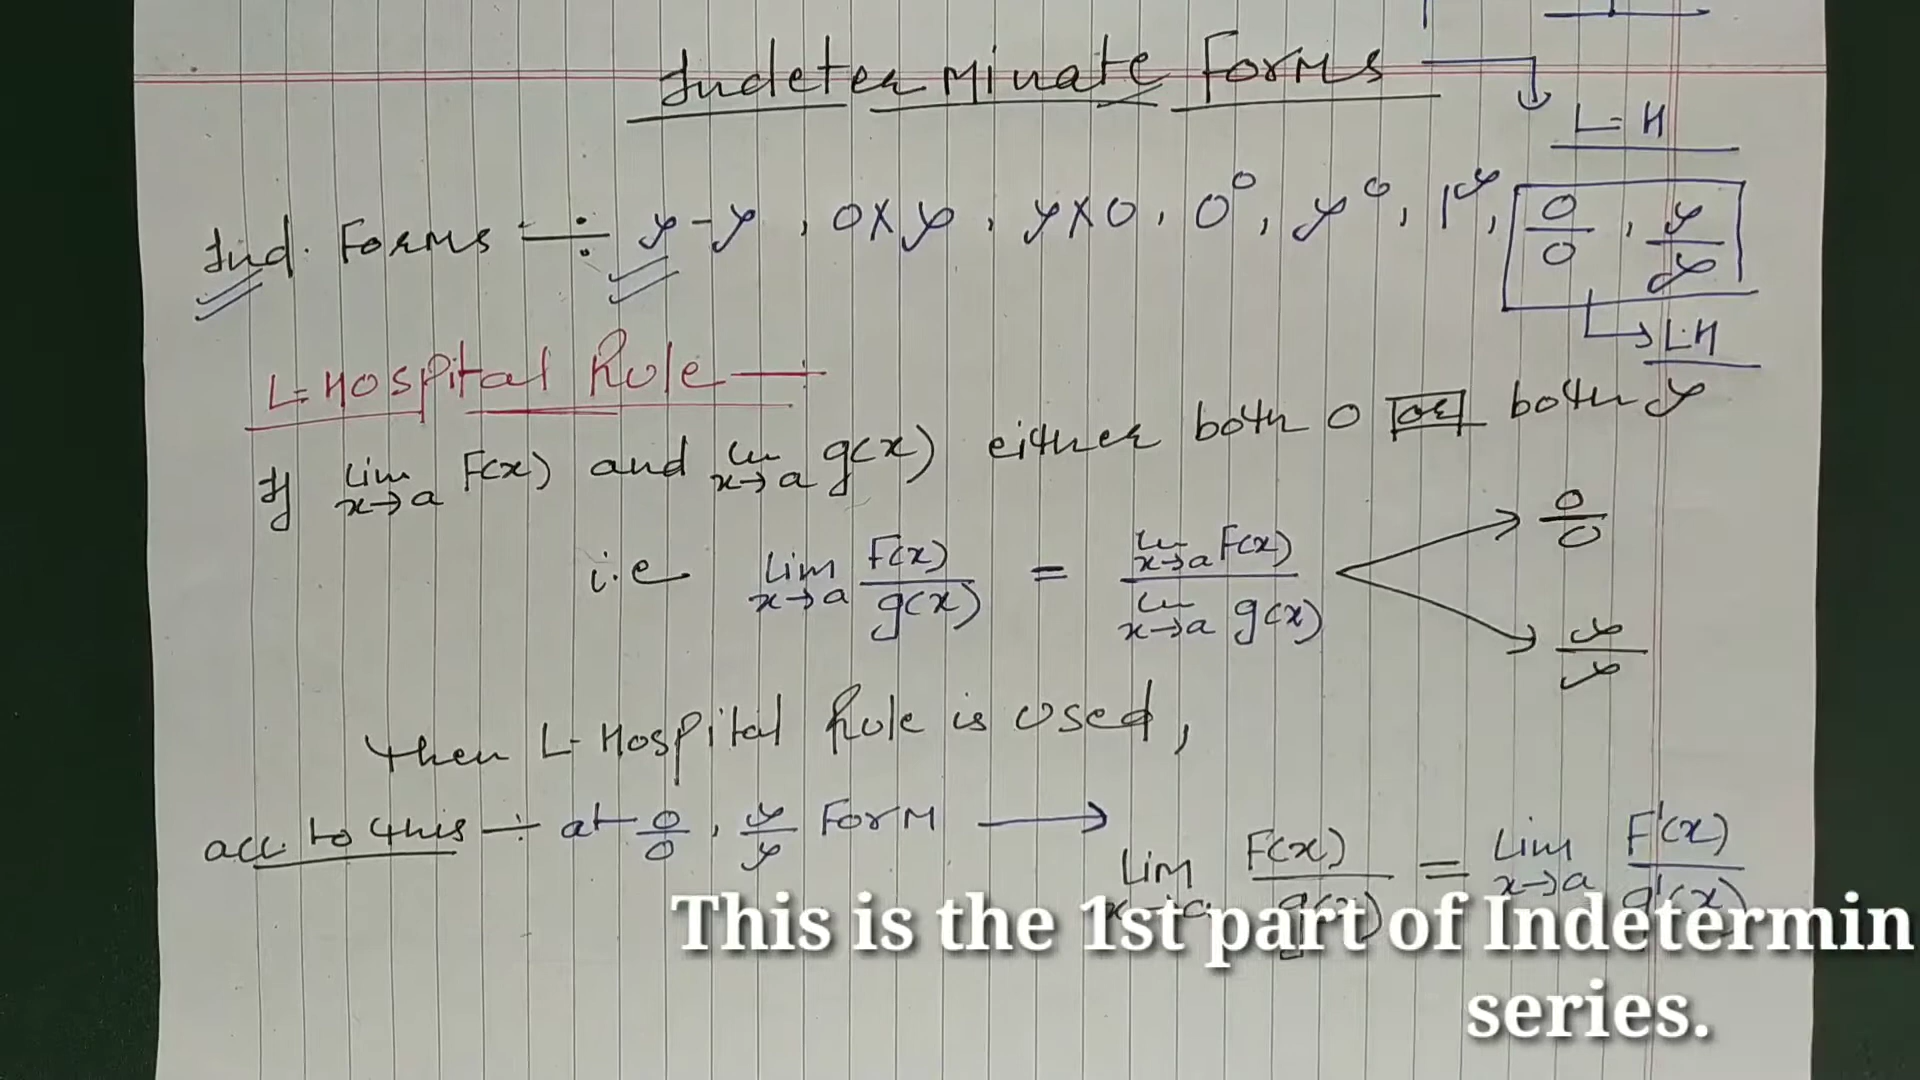 Indeterminate Forms
L-H
Ind. Forms ÷ ∞-∞, 0×∞, ∞×0, 0⁰, ∞⁰, 1^∞, 0/0, ∞/∞
L-H
L-Hospital Rule —
If lim x→a F(x) and lim x→a g(x) either both 0 or both ∞
i.e lim x→a F(x)/g(x) = lim x→a F(x) / lim x→a g(x) → 0/0
→ ∞/∞
then L-Hospital Rule is used,
acc to this ÷ at 0/0, ∞/∞ Form → lim x→a F(x)/g(x) = lim x→a F'(x)/g'(x)
This is the 1st part of Indetermin
series.